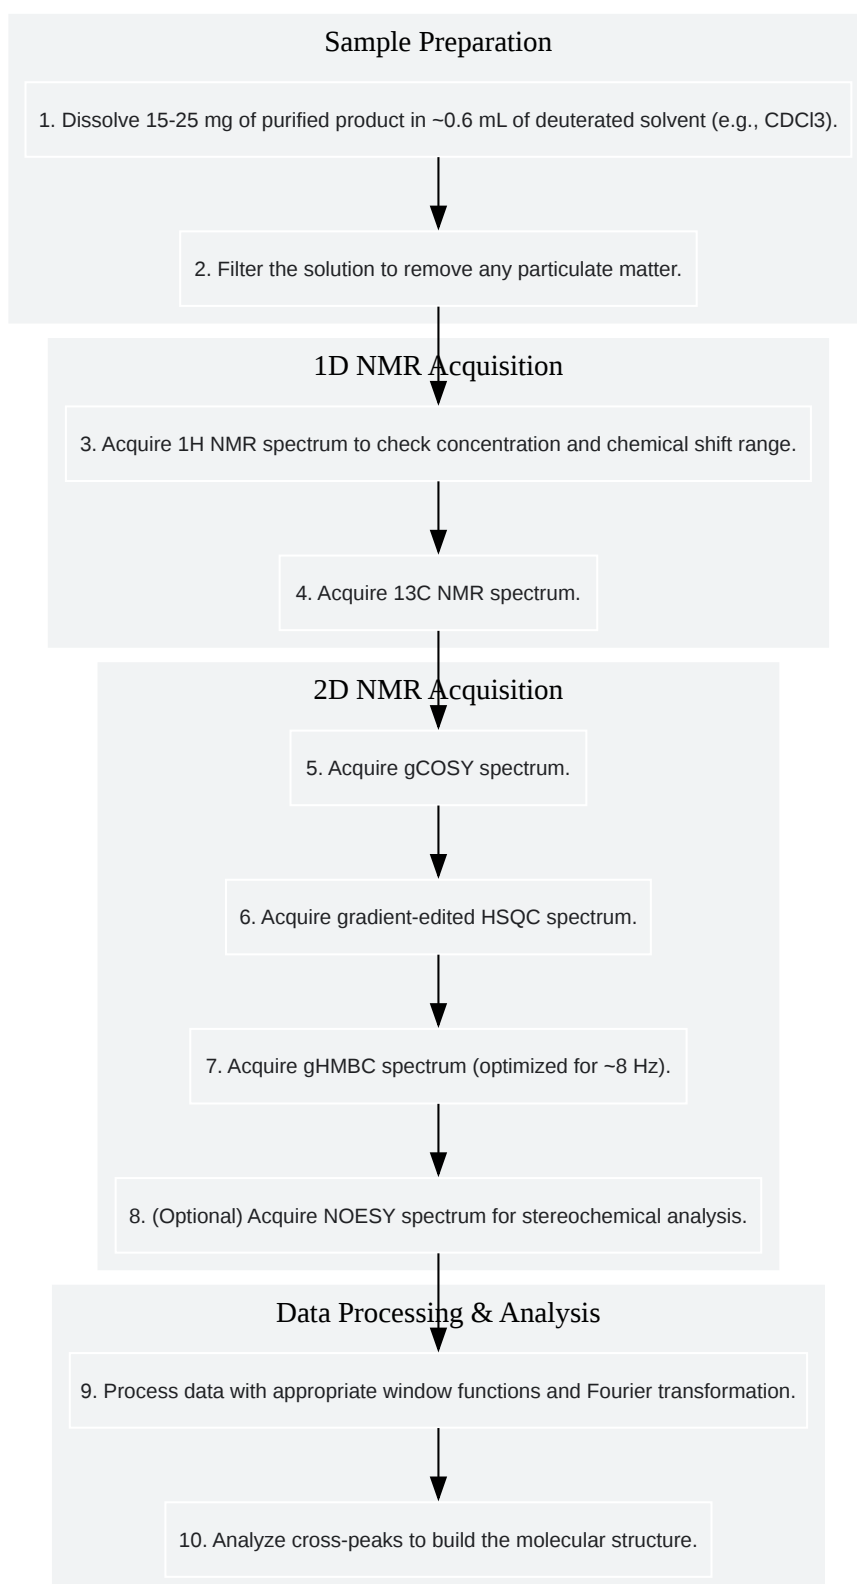 Sample Preparation
1. Dissolve 15-25 mg of purified product in ~0.6 mL of deuterated solvent (e.g., CDCl3).
2. Filter the solution to remove any particulate matter.
1D NMR Acquisition
3. Acquire 1H NMR spectrum to check concentration and chemical shift range.
4. Acquire 13C NMR spectrum.
2D NMR Acquisition
5. Acquire gCOSY spectrum.
6. Acquire gradient-edited HSQC spectrum.
7. Acquire gHMBC spectrum (optimized for ~8 Hz).
8. (Optional) Acquire NOESY spectrum for stereochemical analysis.
Data Processing & Analysis
9. Process data with appropriate window functions and Fourier transformation.
10. Analyze cross-peaks to build the molecular structure.